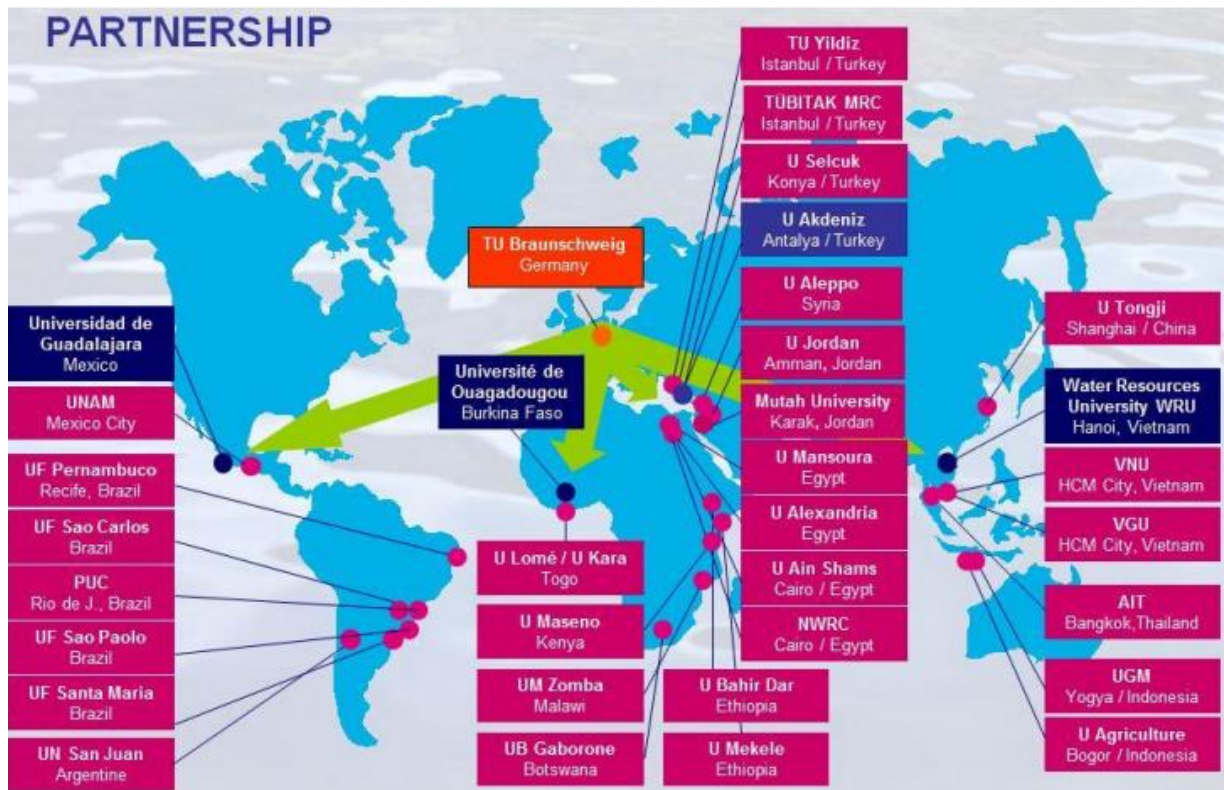 PARTNERSHIP
TU Yildiz
Istanbul / Turkey
TÜBITAK MRC
Istanbul / Turkey
U Selcuk
Konya / Turkey
U Akdeniz
Antalya / Turkey
TU Braunschweig
Germany
U Aleppo
Syria
U Jordan
Amman, Jordan
Mutah University
Karak, Jordan
U Mansoura
Egypt
U Alexandria
Egypt
U Ain Shams
Cairo / Egypt
NWRC
Cairo / Egypt
Universidad de
Guadalajara
Mexico
UNAM
Mexico City
UF Pernambuco
Recife, Brazil
UF Sao Carlos
Brazil
PUC
Rio de J., Brazil
UF Sao Paolo
Brazil
UF Santa Maria
Brazil
UN San Juan
Argentine
Université de
Ouagadougou
Burkina Faso
U Lomé / U Kara
Togo
U Maseno
Kenya
UM Zomba
Malawi
UB Gaborone
Botswana
U Bahir Dar
Ethiopia
U Mekele
Ethiopia
U Tongji
Shanghai / China
Water Resources
University WRU
Hanoi, Vietnam
VNU
HCM City, Vietnam
VGU
HCM City, Vietnam
AIT
Bangkok,Thailand
UGM
Yogya / Indonesia
U Agriculture
Bogor / Indonesia